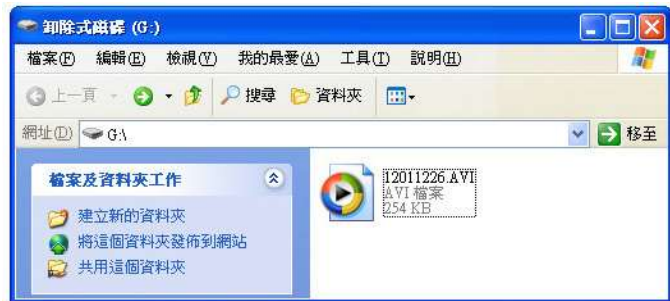 卸除式磁碟 (G:)
檔案(F) 編輯(E) 檢視(V) 我的最愛(A) 工具(T) 說明(H)
上一頁 搜尋 資料夾
網址(D) G:\ 移至
檔案及資料夾工作
建立新的資料夾
將這個資料夾發佈到網站
共用這個資料夾
12011226.AVI
AVI 檔案
254 KB